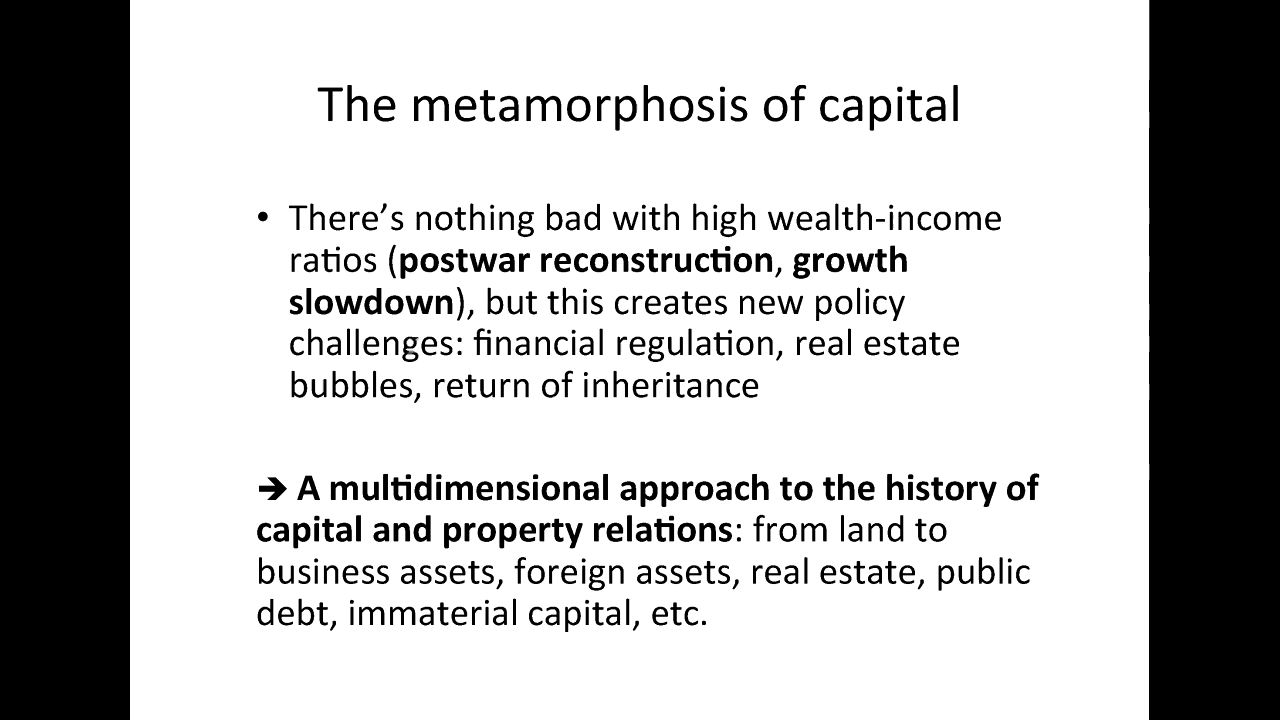 The metamorphosis of capital
• There’s nothing bad with high wealth-income
ratios (postwar reconstruction, growth
slowdown), but this creates new policy
challenges: financial regulation, real estate
bubbles, return of inheritance
➔ A multidimensional approach to the history of
capital and property relations: from land to
business assets, foreign assets, real estate, public
debt, immaterial capital, etc.